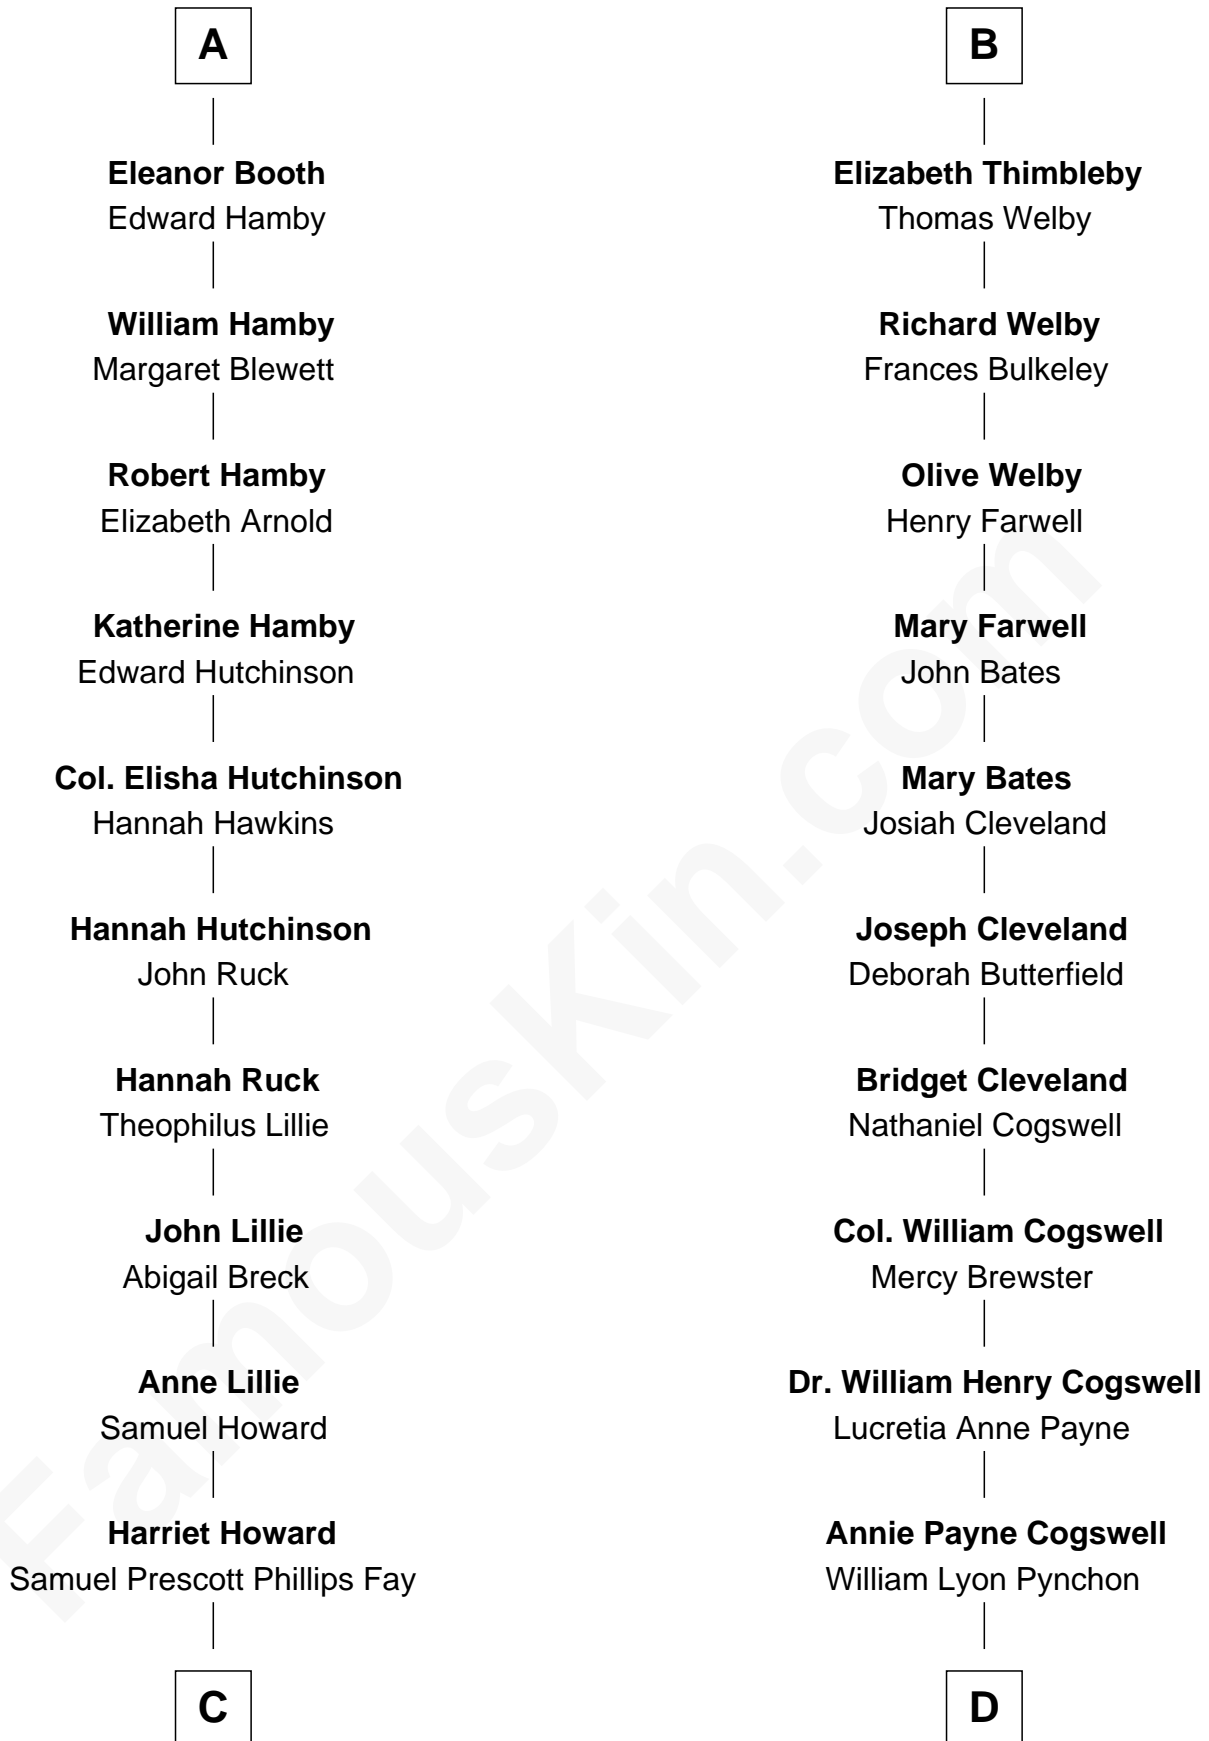 A
Eleanor Booth
Edward Hamby
William Hamby
Margaret Blewett
Robert Hamby
Elizabeth Arnold
Katherine Hamby
Edward Hutchinson
Col. Elisha Hutchinson
Hannah Hawkins
Hannah Hutchinson
John Ruck
Hannah Ruck
Theophilus Lillie
John Lillie
Abigail Breck
Anne Lillie
Samuel Howard
Harriet Howard
Samuel Prescott Phillips Fay
C
B
Elizabeth Thimbleby
Thomas Welby
Richard Welby
Frances Bulkeley
Olive Welby
Henry Farwell
Mary Farwell
John Bates
Mary Bates
Josiah Cleveland
Joseph Cleveland
Deborah Butterfield
Bridget Cleveland
Nathaniel Cogswell
Col. William Cogswell
Mercy Brewster
Dr. William Henry Cogswell
Lucretia Anne Payne
Annie Payne Cogswell
William Lyon Pynchon
D
FamousKin.com